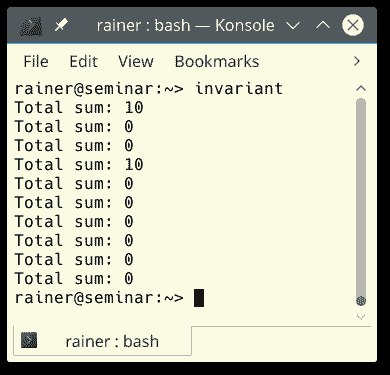 rainer : bash — Konsole
File Edit View Bookmarks
rainer@seminar:~> invariant
Total sum: 10
Total sum: 0
Total sum: 0
Total sum: 10
Total sum: 0
Total sum: 0
Total sum: 0
Total sum: 0
Total sum: 0
Total sum: 0
rainer@seminar:~>
rainer : bash